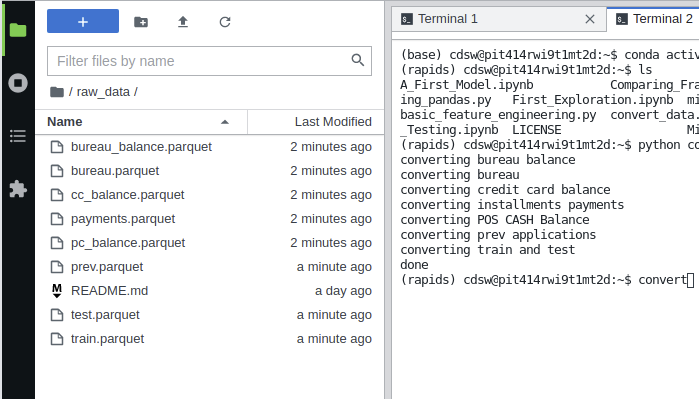 +
Filter files by name
/ raw_data /
Name Last Modified
bureau_balance.parquet 2 minutes ago
bureau.parquet 2 minutes ago
cc_balance.parquet 2 minutes ago
payments.parquet 2 minutes ago
pc_balance.parquet 2 minutes ago
prev.parquet a minute ago
README.md a day ago
test.parquet a minute ago
train.parquet a minute ago
Terminal 1 Terminal 2
(base) cdsw@pit414rwi9t1mt2d:~$ conda activ
(rapids) cdsw@pit414rwi9t1mt2d:~$ ls
A_First_Model.ipynb Comparing_Fra
ing_pandas.py First_Exploration.ipynb mi
basic_feature_engineering.py convert_data.
_Testing.ipynb LICENSE Mi
(rapids) cdsw@pit414rwi9t1mt2d:~$ python co
converting bureau balance
converting bureau
converting credit card balance
converting installments payments
converting POS CASH Balance
converting prev applications
converting train and test
done
(rapids) cdsw@pit414rwi9t1mt2d:~$ convert